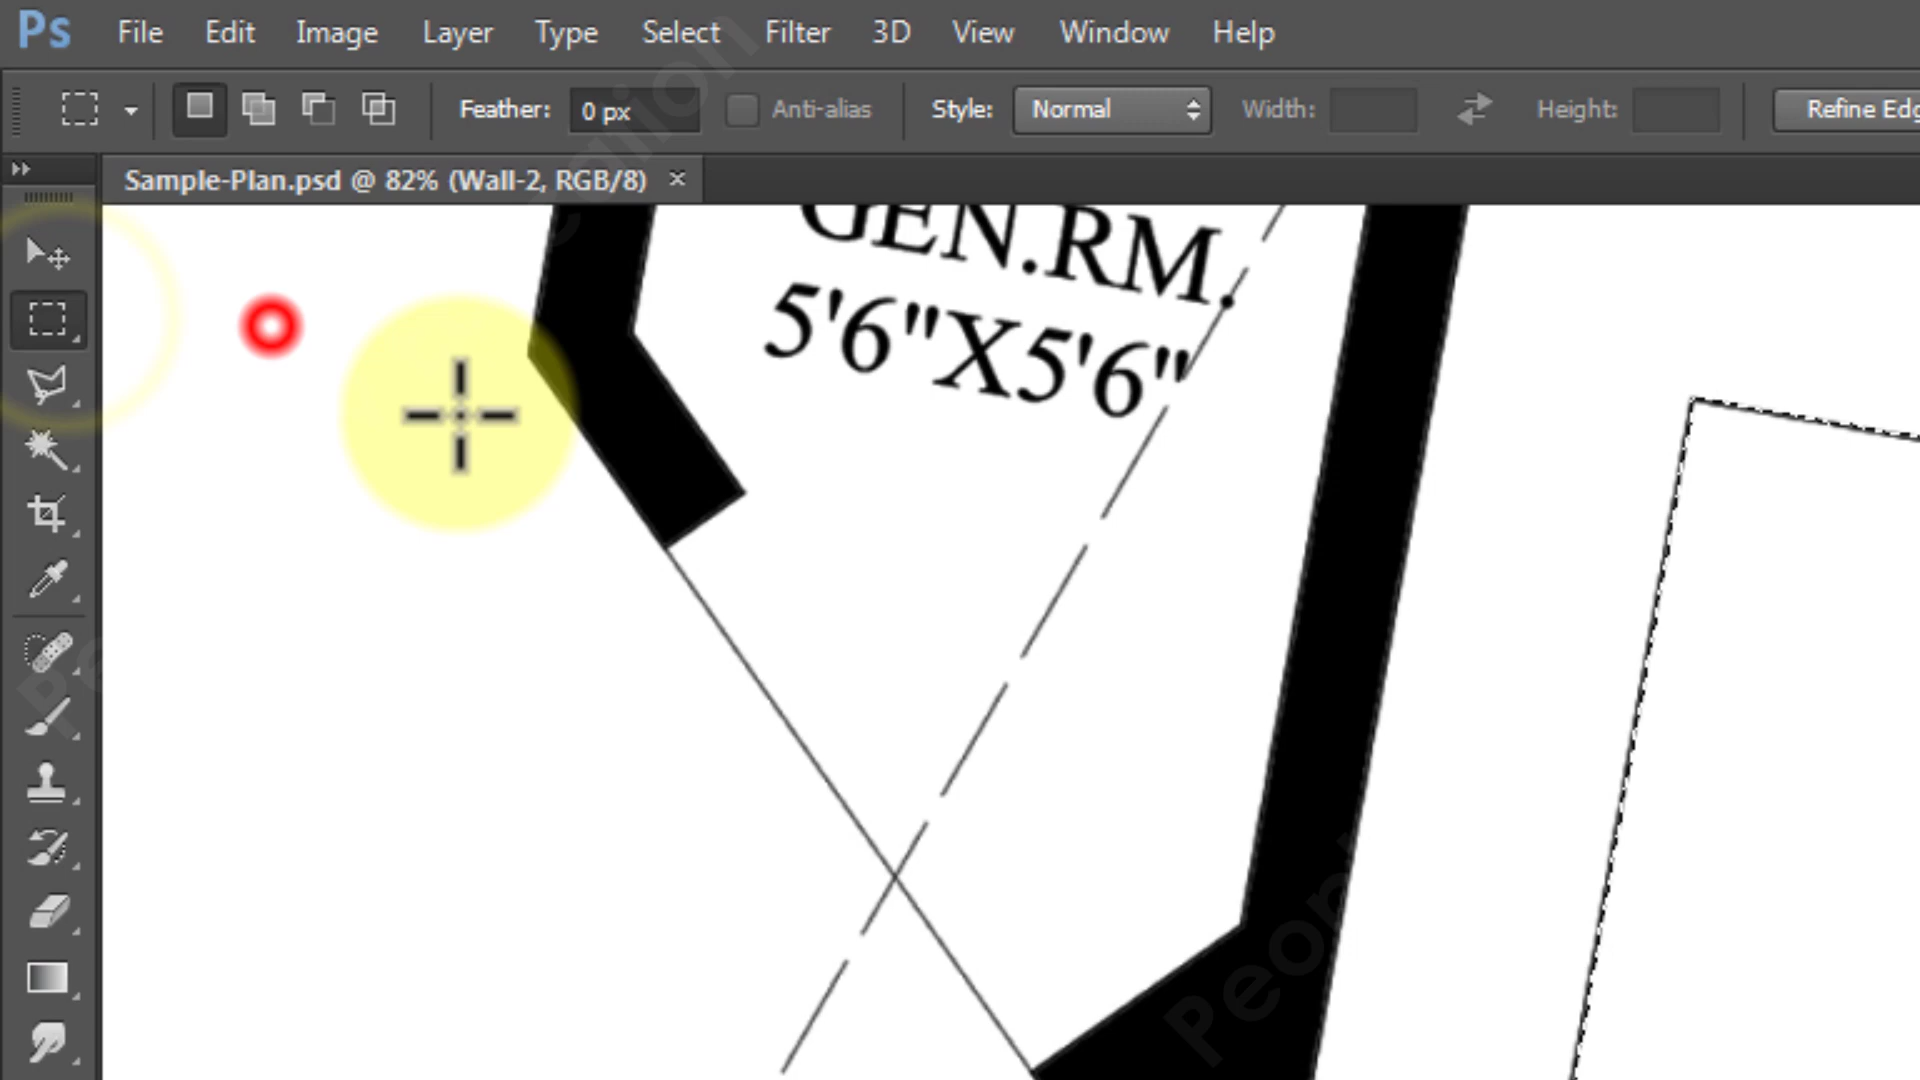 Ps File Edit Image Layer Type Select Filter 3D View Window Help
Feather: 0 px Anti-alias Style: Normal Width: Height: Refine Edg
Sample-Plan.psd @ 82% (Wall-2, RGB/8) ×
GEN.RM.
5'6"X5'6"